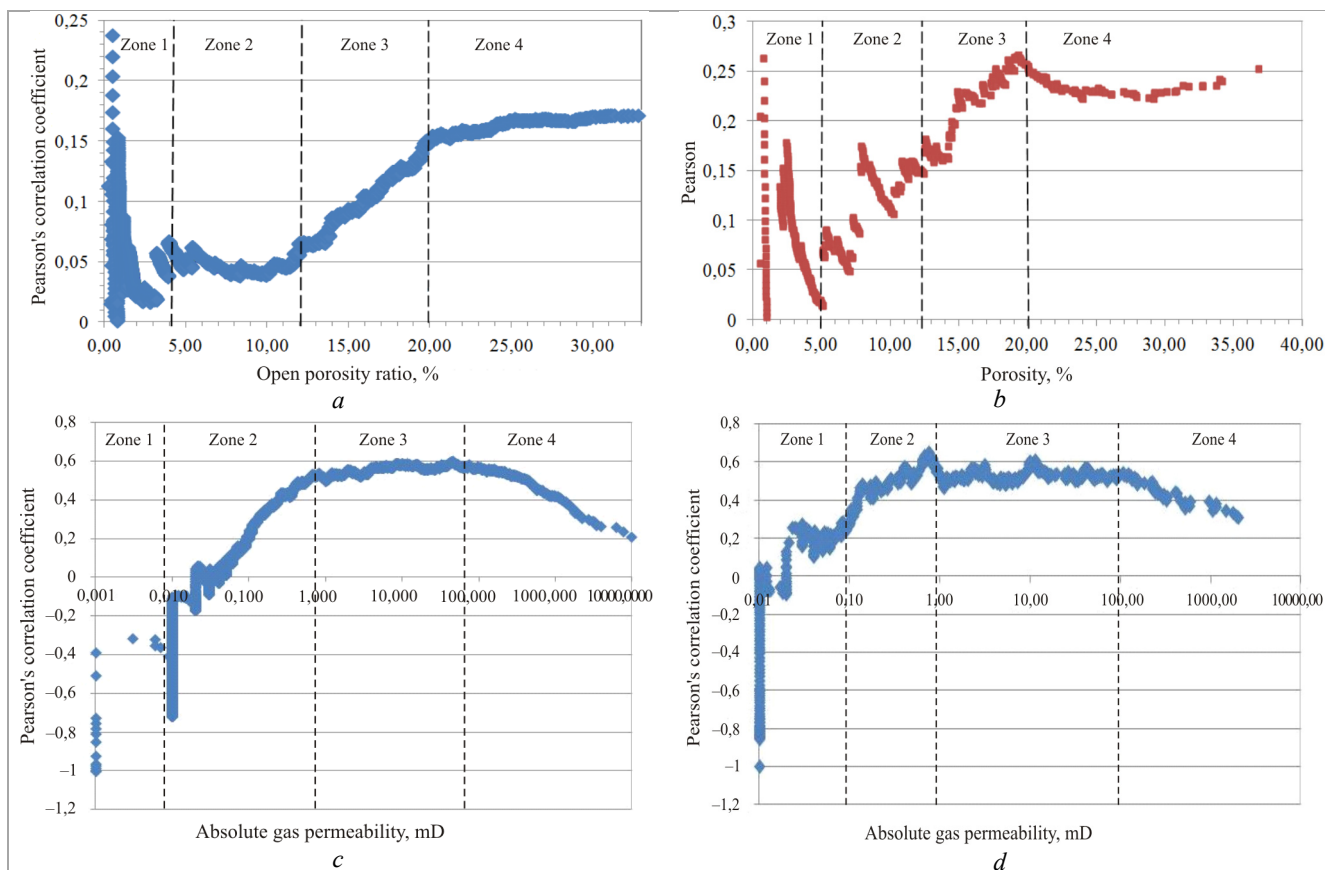 0,25
Zone 1 Zone 2 Zone 3 Zone 4
0,2
0,15
0,1
0,05
0
Pearson's correlation coefficient
0,00 5,00 10,00 15,00 20,00 25,00 30,00
Open porosity ratio, %
a
0,3
Zone 1 Zone 2 Zone 3 Zone 4
0,25
0,2
0,15
0,1
0,05
0
Pearson
0,00 5,00 10,00 15,00 20,00 25,00 30,00 35,00 40,00
Porosity, %
b
0,8
Zone 1 Zone 2 Zone 3 Zone 4
0,6
0,4
0,2
0
–0,2
–0,4
–0,6
–0,8
–1
–1,2
Pearson's correlation coefficient
0,001 0,010 0,100 1,000 10,000 100,000 1000,000
Absolute gas permeability, mD
c
0,8
Zone 1 Zone 2 Zone 3 Zone 4
0,6
0,4
0,2
0
–0,2
–0,4
–0,6
–0,8
–1
–1,2
Pearson's correlation coefficient
0,01 0,10 1,00 10,00 100,00 1000,00 10000,00
Absolute gas permeability, mD
d